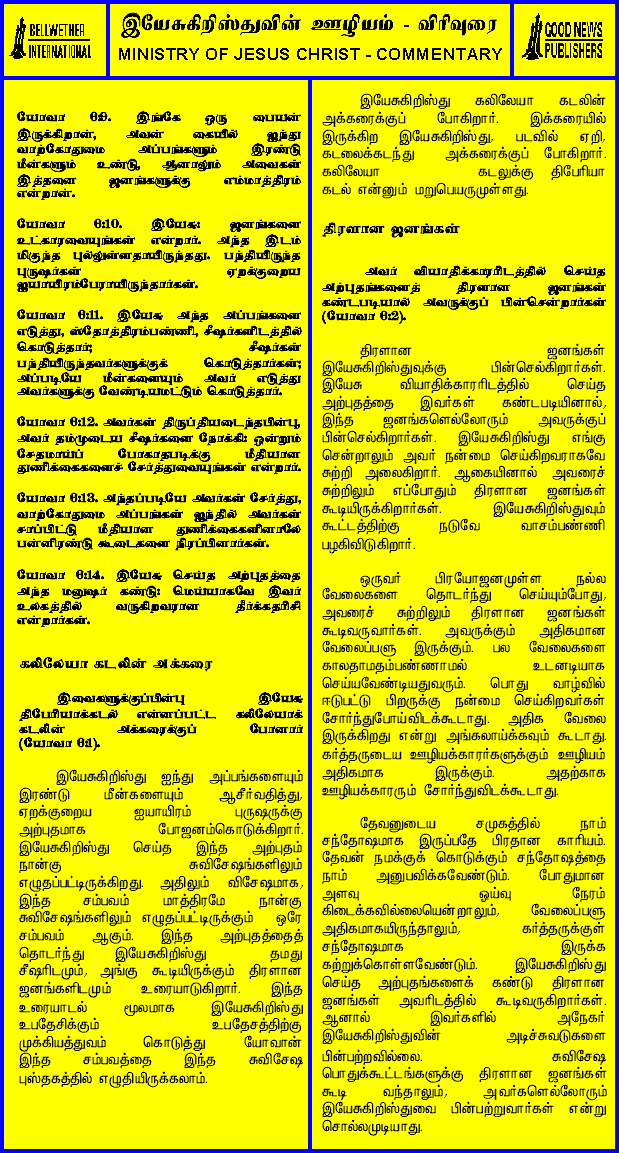 BELLWETHER
INTERNATIONAL
இயேசுகிறிஸ்துவின் ஊழியம் - விரிவுரை
MINISTRY OF JESUS CHRIST - COMMENTARY
GOOD NEWS
PUBLISHERS
யோவா 6:9. இங்கே ஒரு பையன்
இருக்கிறான், அவன் கையில் ஐந்து
வாற்கோதுமை அப்பங்களும் இரண்டு
மீன்களும் உண்டு, ஆனாலும் அவைகள்
இத்தனை ஜனங்களுக்கு எம்மாத்திரம்
என்றான்.
யோவா 6:10. இயேசு: ஜனங்களை
உட்காரவையுங்கள் என்றார். அந்த இடம்
மிகுந்த புல்லுள்ளதாயிருந்தது. பந்தியிருந்த
புருஷர்கள் ஏறக்குறைய
ஐயாயிரம்பேராயிருந்தார்கள்.
யோவா 6:11. இயேசு அந்த அப்பங்களை
எடுத்து, ஸ்தோத்திரம்பண்ணி, சீஷர்களிடத்தில்
கொடுத்தார்; சீஷர்கள்
பந்தியிருந்தவர்களுக்குக் கொடுத்தார்கள்;
அப்படியே மீன்களையும் அவர் எடுத்து
அவர்களுக்கு வேண்டியமட்டும் கொடுத்தார்.
யோவா 6:12. அவர்கள் திருப்தியடைந்தபின்பு,
அவர் தம்முடைய சீஷர்களை நோக்கி: ஒன்றும்
சேதமாய்ப் போகாதபடிக்கு மீதியான
துணிக்கைகளைச் சேர்த்துவையுங்கள் என்றார்.
யோவா 6:13. அந்தப்படியே அவர்கள் சேர்த்து,
வாற்கோதுமை அப்பங்கள் ஐந்தில் அவர்கள்
சாப்பிட்டு மீதியான துணிக்கைகளினாலே
பன்னிரண்டு கூடைகளை நிரப்பினார்கள்.
யோவா 6:14. இயேசு செய்த அற்புதத்தை
அந்த மனுஷர் கண்டு: மெய்யாகவே இவர்
உலகத்தில் வருகிறவரான தீர்க்கதரிசி
என்றார்கள்.
கலிலேயா கடலின் அக்கரை
இவைகளுக்குப்பின்பு இயேசு
திபேரியாக்கடல் என்னப்பட்ட கலிலேயாக்
கடலின் அக்கரைக்குப் போனார்
(யோவா 6:1).
இயேசுகிறிஸ்து ஐந்து அப்பங்களையும்
இரண்டு மீன்களையும் ஆசீர்வதித்து,
ஏறக்குறைய ஐயாயிரம் புருஷருக்கு
அற்புதமாக போஜனம்கொடுக்கிறார்.
இயேசுகிறிஸ்து செய்த இந்த அற்புதம்
நான்கு சுவிசேஷங்களிலும்
எழுதப்பட்டிருக்கிறது. அதிலும் விசேஷமாக,
இந்த சம்பவம் மாத்திரமே நான்கு
சுவிசேஷங்களிலும் எழுதப்பட்டிருக்கும் ஒரே
சம்பவம் ஆகும். இந்த அற்புதத்தைத்
தொடர்ந்து இயேசுகிறிஸ்து தமது
சீஷரிடமும், அங்கு கூடியிருக்கும் திரளான
ஜனங்களிடமும் உரையாடுகிறார். இந்த
உரையாடல் மூலமாக இயேசுகிறிஸ்து
உபதேசிக்கும் உபதேசத்திற்கு
முக்கியத்துவம் கொடுத்து யோவான்
இந்த சம்பவத்தை இந்த சுவிசேஷ
புஸ்தகத்தில் எழுதியிருக்கலாம்.
இயேசுகிறிஸ்து கலிலேயா கடலின்
அக்கரைக்குப் போகிறார். இக்கரையில்
இருக்கிற இயேசுகிறிஸ்து, படவில் ஏறி,
கடலைக்கடந்து அக்கரைக்குப் போகிறார்.
கலிலேயா கடலுக்கு திபேரியா
கடல் என்னும் மறுபெயருமுள்ளது.
திரளான ஜனங்கள்
அவர் வியாதிக்காரரிடத்தில் செய்த
அற்புதங்களைத் திரளான ஜனங்கள்
கண்டபடியால் அவருக்குப் பின்சென்றார்கள்
(யோவா 6:2).
திரளான ஜனங்கள்
இயேசுகிறிஸ்துவுக்கு பின்செல்கிறார்கள்.
இயேசு வியாதிக்காரரிடத்தில் செய்த
அற்புதத்தை இவர்கள் கண்டபடியினால்,
இந்த ஜனங்களெல்லோரும் அவருக்குப்
பின்செல்கிறார்கள். இயேசுகிறிஸ்து எங்கு
சென்றாலும் அவர் நன்மை செய்கிறவராகவே
சுற்றி அலைகிறார். ஆகையினால் அவரைச்
சுற்றிலும் எப்போதும் திரளான ஜனங்கள்
கூடியிருக்கிறார்கள். இயேசுகிறிஸ்துவும்
கூட்டத்திற்கு நடுவே வாசம்பண்ணி
பழகிவிடுகிறார்.
ஒருவர் பிரயோஜனமுள்ள நல்ல
வேலைகளை தொடர்ந்து செய்யும்போது,
அவரைச் சுற்றிலும் திரளான ஜனங்கள்
கூடிவருவார்கள். அவருக்கும் அதிகமான
வேலைப்பளு இருக்கும். பல வேலைகளை
காலதாமதம்பண்ணாமல் உடனடியாக
செய்யவேண்டியதுவரும். பொது வாழ்வில்
ஈடுபட்டு பிறருக்கு நன்மை செய்கிறவர்கள்
சோர்ந்துபோய்விடக்கூடாது. அதிக வேலை
இருக்கிறது என்று அங்கலாய்க்கவும் கூடாது.
கர்த்தருடைய ஊழியக்காரர்களுக்கும் ஊழியம்
அதிகமாக இருக்கும். அதற்காக
ஊழியக்காரரும் சோர்ந்துவிடக்கூடாது.
தேவனுடைய சமுகத்தில் நாம்
சந்தோஷமாக இருப்பதே பிரதான காரியம்.
தேவன் நமக்குக் கொடுக்கும் சந்தோஷத்தை
நாம் அனுபவிக்கவேண்டும். போதுமான
அளவு ஓய்வு நேரம்
கிடைக்கவில்லையென்றாலும், வேலைப்பளு
அதிகமாகயிருந்தாலும், கர்த்தருக்குள்
சந்தோஷமாக இருக்க
கற்றுக்கொள்ளவேண்டும். இயேசுகிறிஸ்து
செய்த அற்புதங்களைக் கண்டு திரளான
ஜனங்கள் அவரிடத்தில் கூடிவருகிறார்கள்.
ஆனால் இவர்களில் அநேகர்
இயேசுகிறிஸ்துவின் அடிச்சுவடுகளை
பின்பற்றவில்லை. சுவிசேஷ
பொதுக்கூட்டங்களுக்கு திரளான ஜனங்கள்
கூடி வந்தாலும், அவர்களெல்லோரும்
இயேசுகிறிஸ்துவை பின்பற்றுவார்கள் என்று
சொல்லமுடியாது.